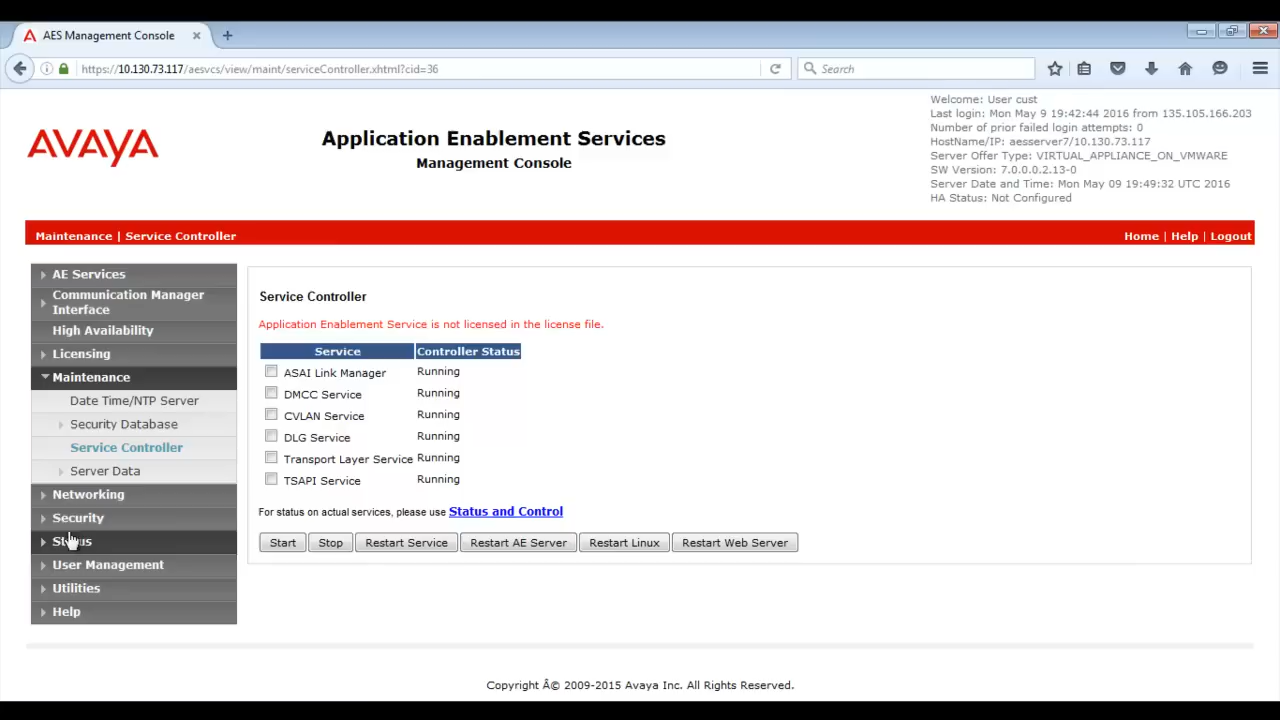 AES Management Console
https://10.130.73.117/aesvcs/view/maint/serviceController.xhtml?cid=36
Search
AVAYA
Application Enablement Services
Management Console
Welcome: User cust
Last login: Mon May 9 19:42:44 2016 from 135.105.166.203
Number of prior failed login attempts: 0
HostName/IP: aesserver7/10.130.73.117
Server Offer Type: VIRTUAL_APPLIANCE_ON_VMWARE
SW Version: 7.0.0.0.2.13-0
Server Date and Time: Mon May 09 19:49:32 UTC 2016
HA Status: Not Configured
Maintenance | Service Controller
Home | Help | Logout
AE Services
Communication Manager
Interface
High Availability
Licensing
Maintenance
Date Time/NTP Server
Security Database
Service Controller
Server Data
Networking
Security
Status
User Management
Utilities
Help
Service Controller
Application Enablement Service is not licensed in the license file.
Service Controller Status
ASAI Link Manager Running
DMCC Service Running
CVLAN Service Running
DLG Service Running
Transport Layer Service Running
TSAPI Service Running
For status on actual services, please use Status and Control
Start Stop Restart Service Restart AE Server Restart Linux Restart Web Server
Copyright Â© 2009-2015 Avaya Inc. All Rights Reserved.